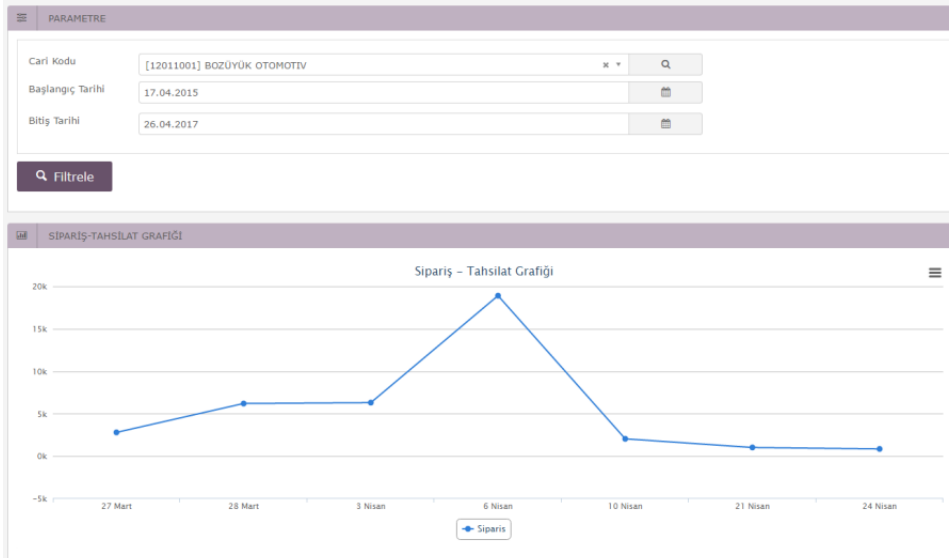 PARAMETRE
Cari Kodu
[12011001] BOZÜYÜK OTOMOTIV
Başlangıç Tarihi
17.04.2015
Bitiş Tarihi
26.04.2017
Filtrele
SİPARİŞ-TAHSİLAT GRAFİĞİ
Sipariş - Tahsilat Grafiği
20k
15k
10k
5k
0k
-5k
27 Mart 28 Mart 3 Nisan 6 Nisan 10 Nisan 21 Nisan 24 Nisan
Siparis